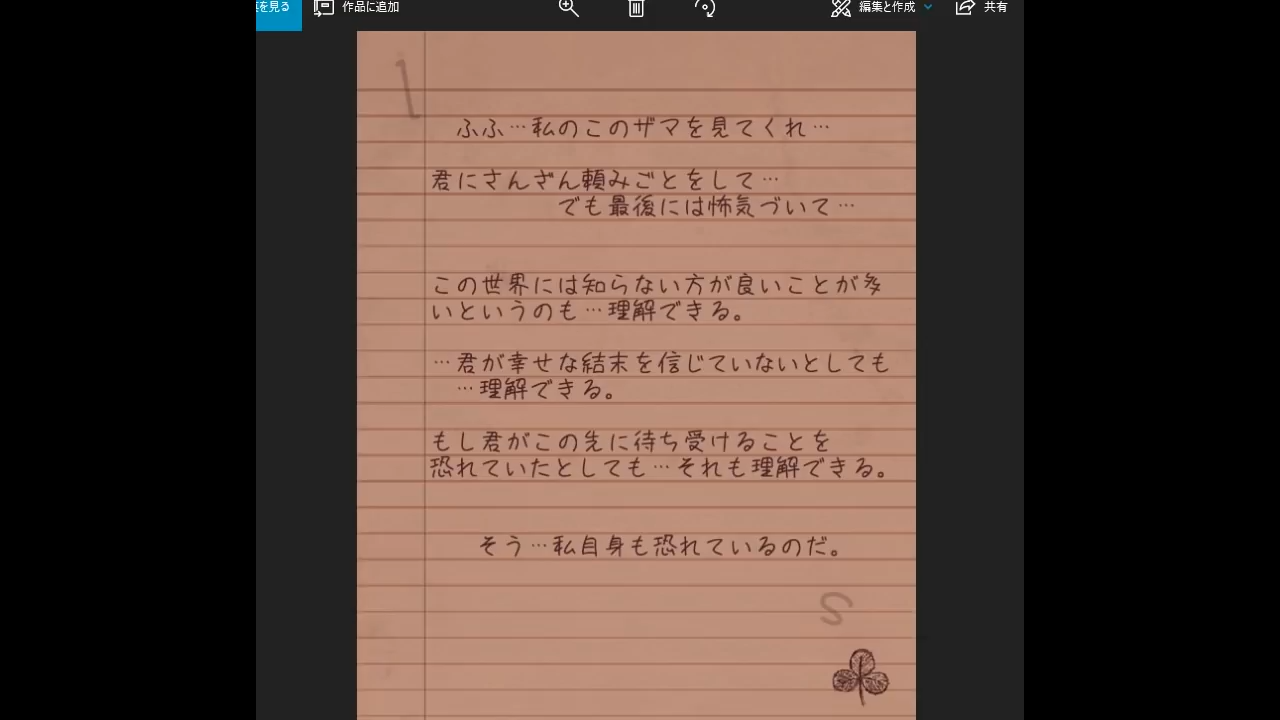 を見る
作品に追加
編集と作成
共有
l
ふふ…私のこのザマを見てくれ…
君にさんざん頼みごとをして…
でも最後には怖気づいて…
この世界には知らない方が良いことが多
いというのも…理解できる。
…君が幸せな結末を信じていないとしても
…理解できる。
もし君がこの先に待ち受けることを
恐れていたとしても…それも理解できる。
そう…私自身も恐れているのだ。
S